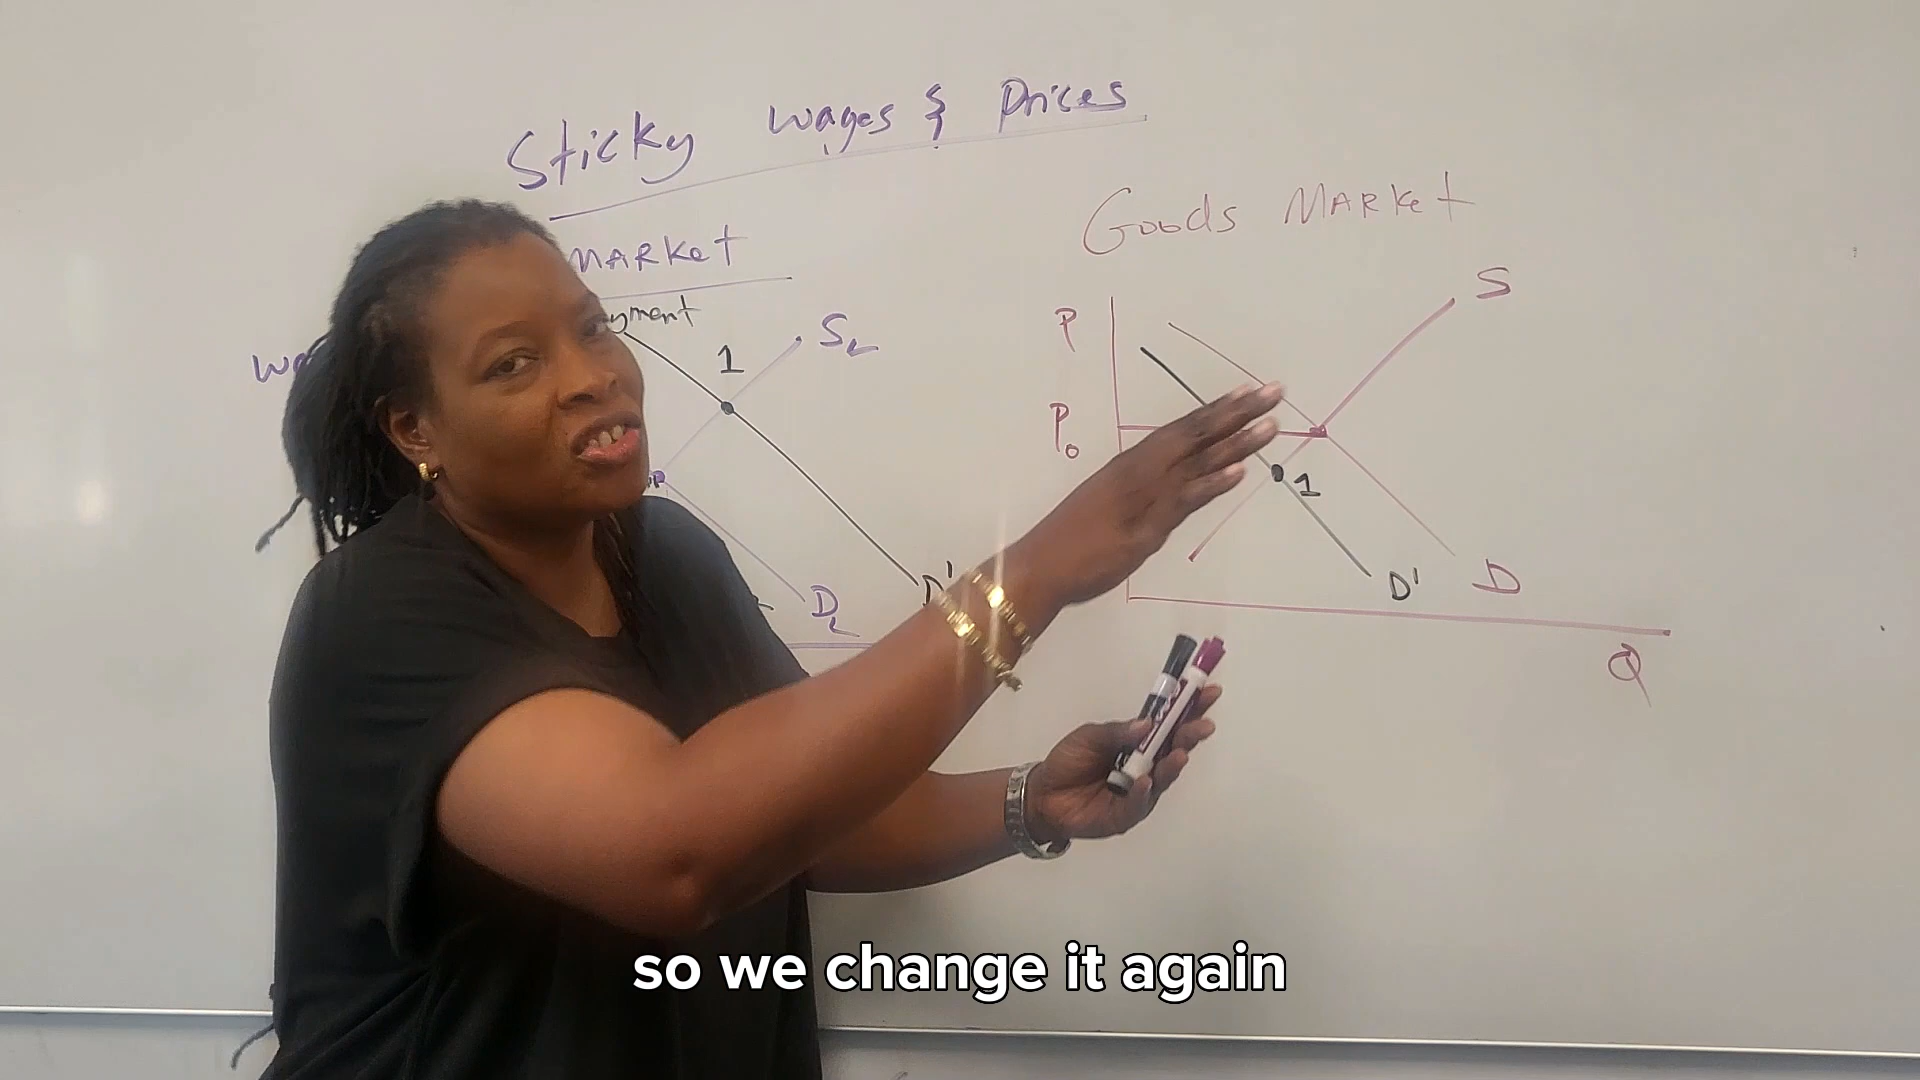 Sticky wages & Prices
MARKET
Goods MARKet
yment
1
SL
P
S
P0
1
D'
DL
D'
D
Q
so we change it again